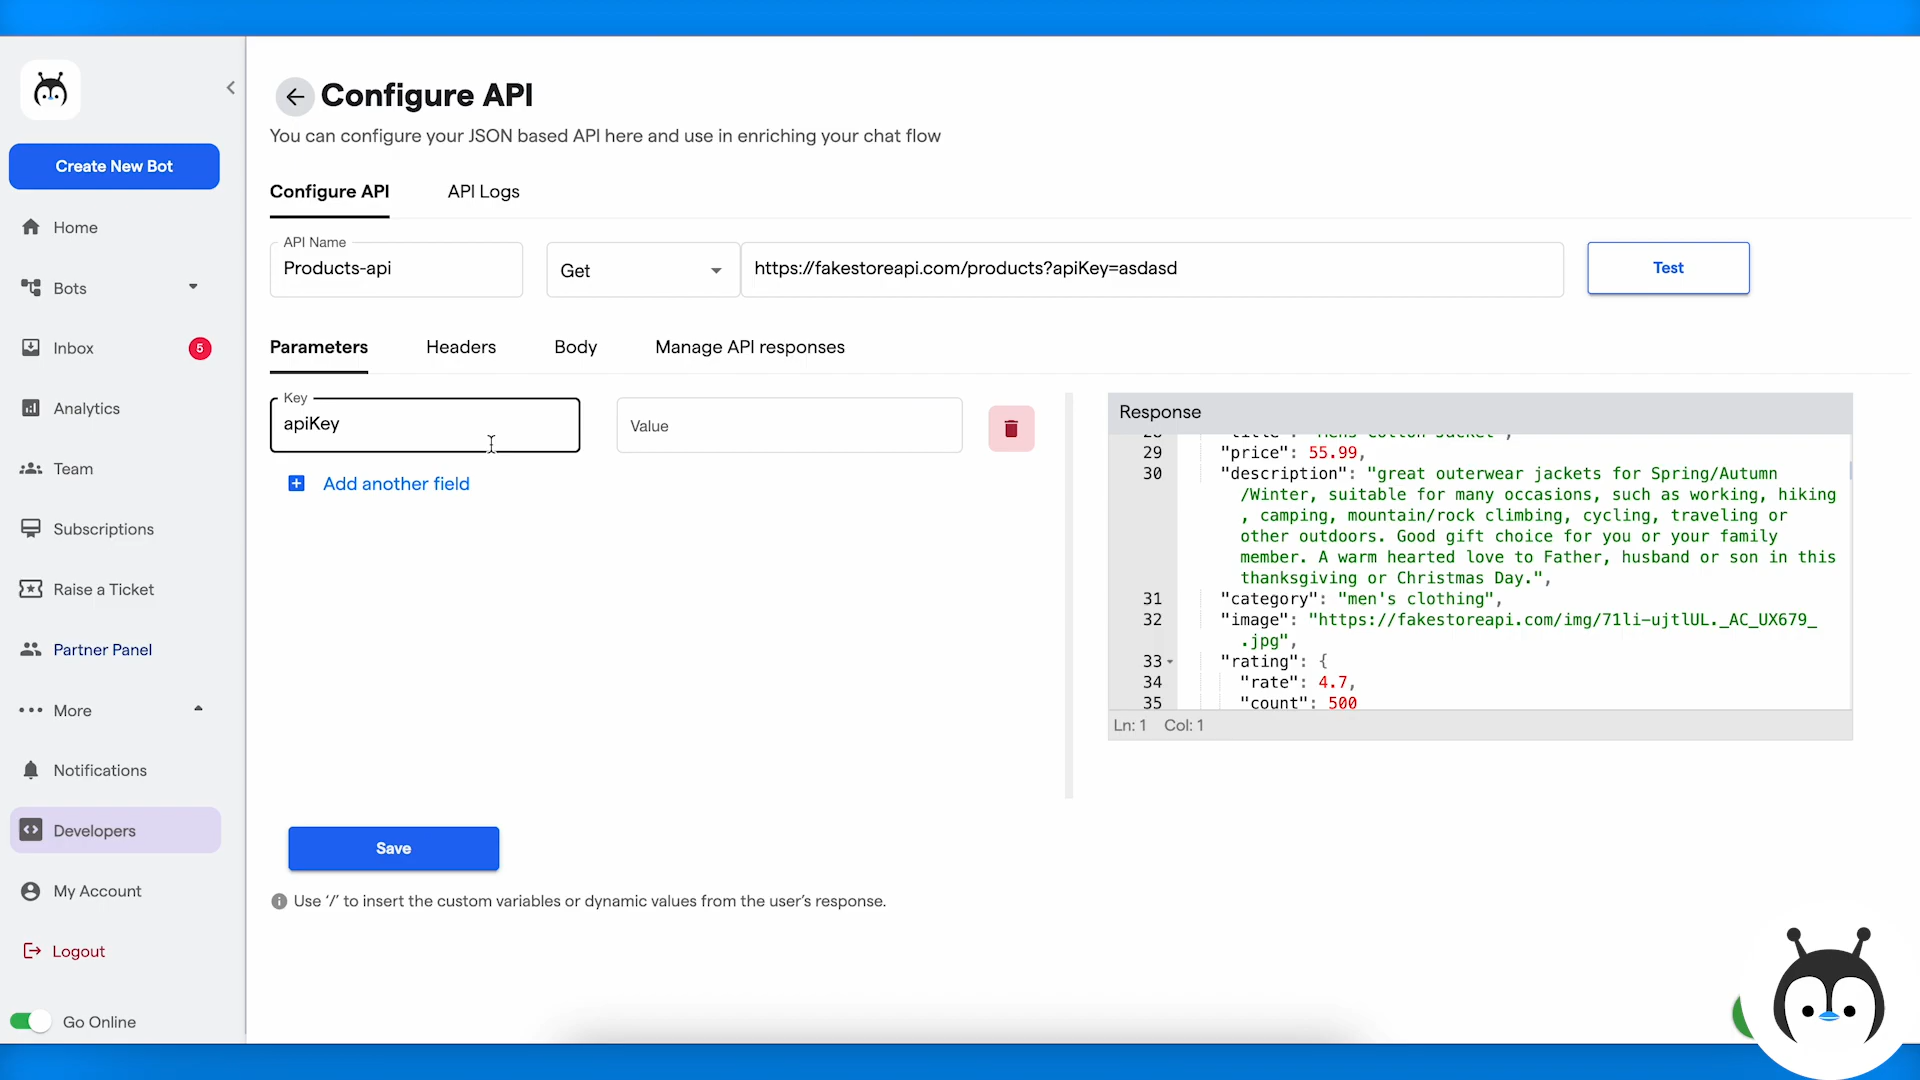 Create New Bot
Home
Bots
Inbox
5
Analytics
Team
Subscriptions
Raise a Ticket
Partner Panel
More
Notifications
Developers
My Account
Logout
Go Online
Configure API
You can configure your JSON based API here and use in enriching your chat flow
Configure API
API Logs
API Name
Products-api
Get
https://fakestoreapi.com/products?apiKey=asdasd
Test
Parameters
Headers
Body
Manage API responses
Key
apiKey
Value
Add another field
Save
Use '/' to insert the custom variables or dynamic values from the user's response.
Response
29 "price": 55.99,
30 "description": "great outerwear jackets for Spring/Autumn
/Winter, suitable for many occasions, such as working, hiking
, camping, mountain/rock climbing, cycling, traveling or
other outdoors. Good gift choice for you or your family
member. A warm hearted love to Father, husband or son in this
thanksgiving or Christmas Day.",
31 "category": "men's clothing",
32 "image": "https://fakestoreapi.com/img/71li-ujtlUL._AC_UX679_
.jpg",
33 "rating": {
34 "rate": 4.7,
35 "count": 500
Ln: 1 Col: 1